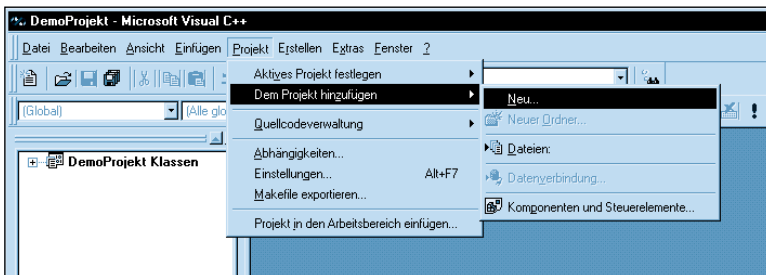 DemoProjekt - Microsoft Visual C++
Datei Bearbeiten Ansicht Einfügen Projekt Erstellen Extras Fenster ?
Aktives Projekt festlegen
Dem Projekt hinzufügen
Quellcodeverwaltung
Abhängigkeiten...
Einstellungen... Alt+F7
Makefile exportieren...
Projekt in den Arbeitsbereich einfügen...
Neu...
Neuer Ordner...
Dateien:
Datenverbindung...
Komponenten und Steuerelemente...
(Global) (Alle glo
DemoProjekt Klassen